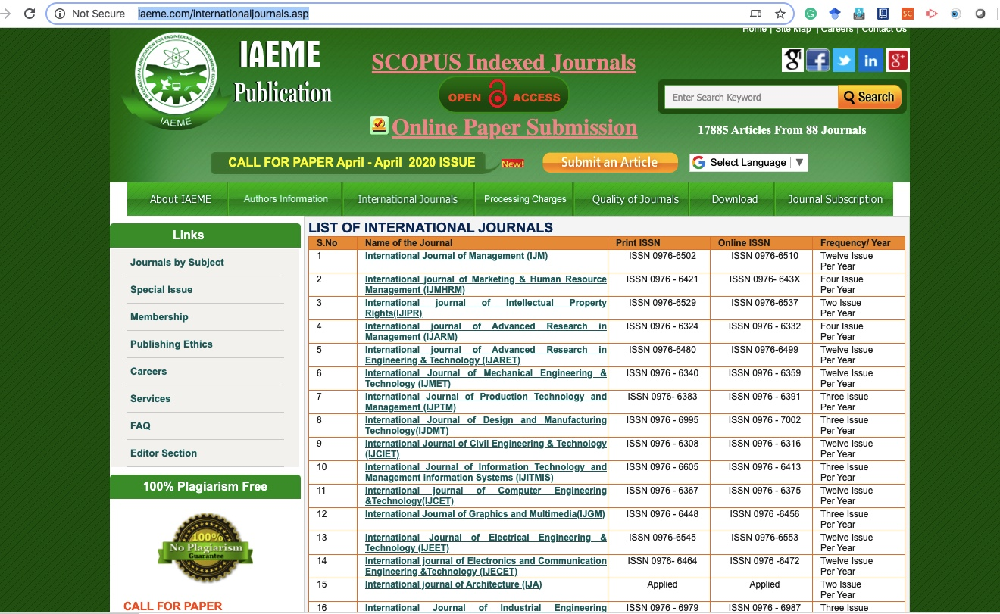 Not Secure
iaeme.com/internationaljournals.asp
SC
Home | Site Map | Careers | Contact Us
IAEME
Publication
INTERNATIONAL ASSOCIATION FOR ENGINEERING AND MANAGEMENT EDUCATION
IAEME
SCOPUS Indexed Journals
OPEN ACCESS
Online Paper Submission
Enter Search Keyword
Search
17885 Articles From 88 Journals
CALL FOR PAPER April - April 2020 ISSUE
New!
Submit an Article
Select Language
About IAEME
Authors Information
International Journals
Processing Charges
Quality of Journals
Download
Journal Subscription
Links
Journals by Subject
Special Issue
Membership
Publishing Ethics
Careers
Services
FAQ
Editor Section
100% Plagiarism Free
100%
No Plagiarism
Guarantee
CALL FOR PAPER
LIST OF INTERNATIONAL JOURNALS
S.No Name of the Journal Print ISSN Online ISSN Frequency/ Year
1 International Journal of Management (IJM) ISSN 0976-6502 ISSN 0976-6510 Twelve Issue
Per Year
2 International journal of Marketing & Human Resource ISSN 0976 - 6421 ISSN 0976- 643X Four Issue
Management (IJMHRM) Per Year
3 International journal of Intellectual Property ISSN 0976-6529 ISSN 0976-6537 Two Issue
Rights(IJIPR) Per Year
4 International journal of Advanced Research in ISSN 0976 - 6324 ISSN 0976 - 6332 Four Issue
Management (IJARM) Per Year
5 International journal of Advanced Research in ISSN 0976-6480 ISSN 0976-6499 Twelve Issue
Engineering & Technology (IJARET) Per Year
6 International Journal of Mechanical Engineering & ISSN 0976 - 6340 ISSN 0976 - 6359 Twelve Issue
Technology (IJMET) Per Year
7 International Journal of Production Technology and ISSN 0976- 6383 ISSN 0976 - 6391 Three Issue
Management (IJPTM) Per Year
8 International Journal of Design and Manufacturing ISSN 0976 - 6995 ISSN 0976 - 7002 Three Issue
Technology(IJDMT) Per Year
9 International Journal of Civil Engineering & Technology ISSN 0976 - 6308 ISSN 0976 - 6316 Twelve Issue
(IJCIET) Per Year
10 International Journal of Information Technology and ISSN 0976 - 6605 ISSN 0976 - 6413 Three Issue
Management information Systems (IJITMIS) Per Year
11 International journal of Computer Engineering ISSN 0976 - 6367 ISSN 0976 - 6375 Three Issue
&Technology(IJCET) Per Year
12 International Journal of Graphics and Multimedia(IJGM) ISSN 0976 - 6448 ISSN 0976 -6456 Three Issue
Per Year
13 International Journal of Electrical Engineering & ISSN 0976-6545 ISSN 0976-6553 Three Issue
Technology (IJEET) Per Year
14 International journal of Electronics and Communication ISSN 0976- 6464 ISSN 0976 -6472 Twelve Issue
Engineering &Technology (IJECET) Per Year
15 International journal of Architecture (IJA) Applied Applied Two Issue
Per Year
16 International Journal of Industrial Engineering ISSN 0976 - 6979 ISSN 0976 - 6987 Three Issue